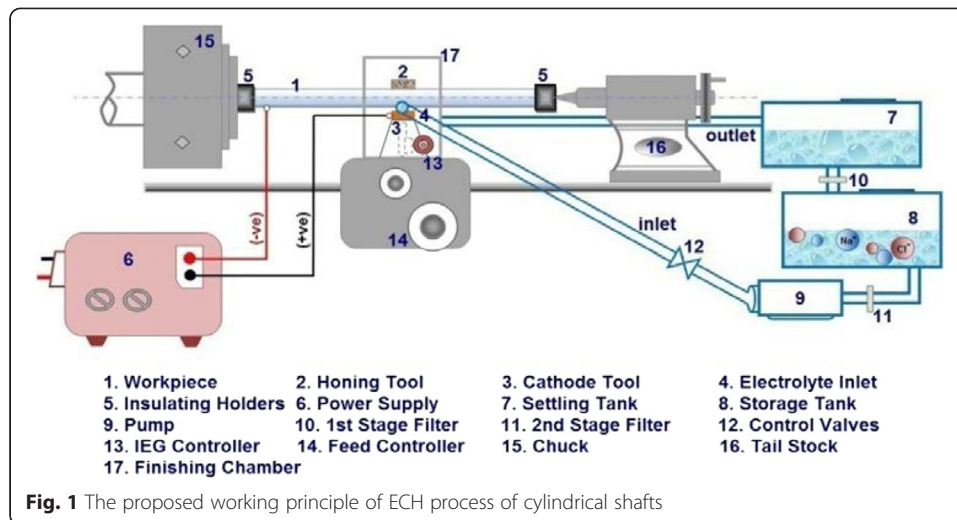 15
5
1
2
17
5
3
4
13
16
outlet
7
10
(-ve)
(+ve)
6
14
inlet
12
8
Na+
Cl+
9
11
1. Workpiece 2. Honing Tool 3. Cathode Tool 4. Electrolyte Inlet
5. Insulating Holders 6. Power Supply 7. Settling Tank 8. Storage Tank
9. Pump 10. 1st Stage Filter 11. 2nd Stage Filter 12. Control Valves
13. IEG Controller 14. Feed Controller 15. Chuck 16. Tail Stock
17. Finishing Chamber
Fig. 1 The proposed working principle of ECH process of cylindrical shafts